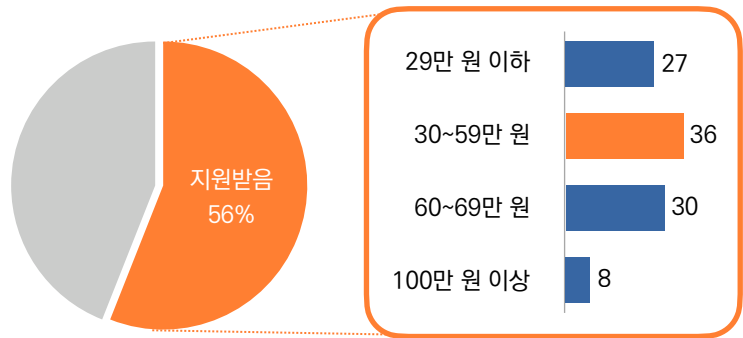 지원받음
56%
29만 원 이하 27
30~59만 원 36
60~69만 원 30
100만 원 이상 8